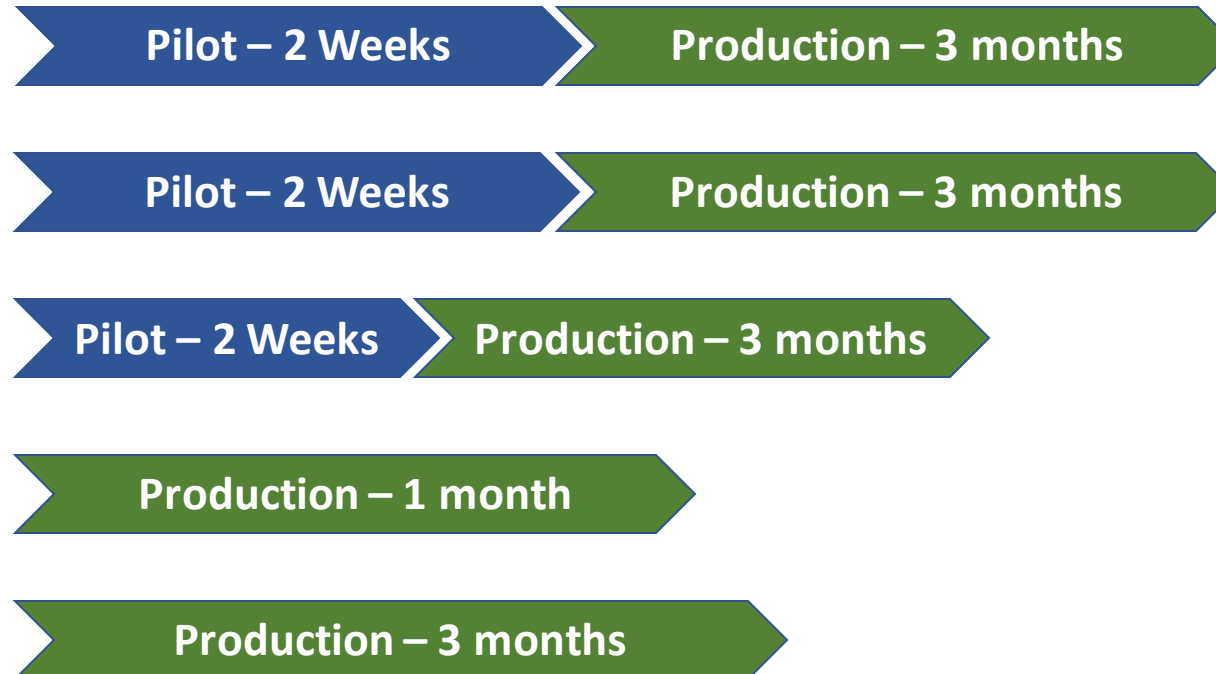 Pilot – 2 Weeks Production – 3 months
Pilot – 2 Weeks Production – 3 months
Pilot – 2 Weeks Production – 3 months
Production – 1 month
Production – 3 months